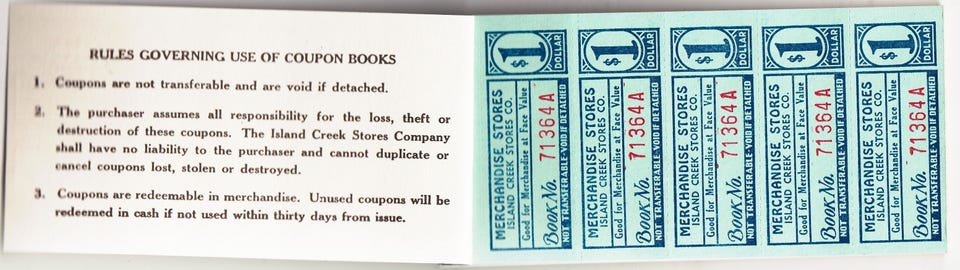 RULES GOVERNING USE OF COUPON BOOKS
1. Coupons are not transferable and are void if detached.
2. The purchaser assumes all responsibility for the loss, theft or
destruction of these coupons. The Island Creek Stores Company
shall have no liability to the purchaser and cannot duplicate or
cancel coupons lost, stolen or destroyed.
3. Coupons are redeemable in merchandise. Unused coupons will be
redeemed in cash if not used within thirty days from issue.
$1 DOLLAR
MERCHANDISE STORES
ISLAND CREEK STORES CO.
Good for Merchandise at Face Value
Book No. 71364A
NOT TRANSFERABLE-VOID IF DETACHED
$1 DOLLAR
MERCHANDISE STORES
ISLAND CREEK STORES CO.
Good for Merchandise at Face Value
Book No. 71364A
NOT TRANSFERABLE-VOID IF DETACHED
$1 DOLLAR
MERCHANDISE STORES
ISLAND CREEK STORES CO.
Good for Merchandise at Face Value
Book No. 71364A
NOT TRANSFERABLE-VOID IF DETACHED
$1 DOLLAR
MERCHANDISE STORES
ISLAND CREEK STORES CO.
Good for Merchandise at Face Value
Book No. 71364A
NOT TRANSFERABLE-VOID IF DETACHED
$1 DOLLAR
MERCHANDISE STORES
ISLAND CREEK STORES CO.
Good for Merchandise at Face Value
Book No. 71364A
NOT TRANSFERABLE-VOID IF DETACHED